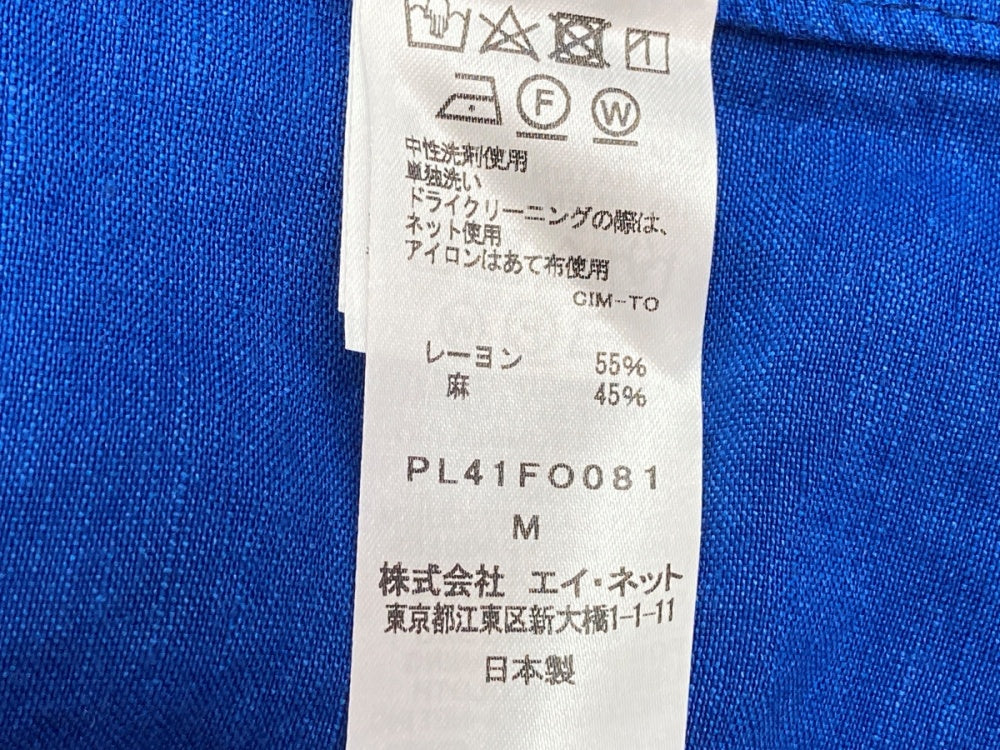 F W
中性洗剤使用
単独洗い
ドライクリーニングの際は、
ネット使用
アイロンはあて布使用
CIM-TO
レーヨン 55%
麻 45%
PL41FO081
M
株式会社 エイ・ネット
東京都江東区新大橋1-1-11
日本製